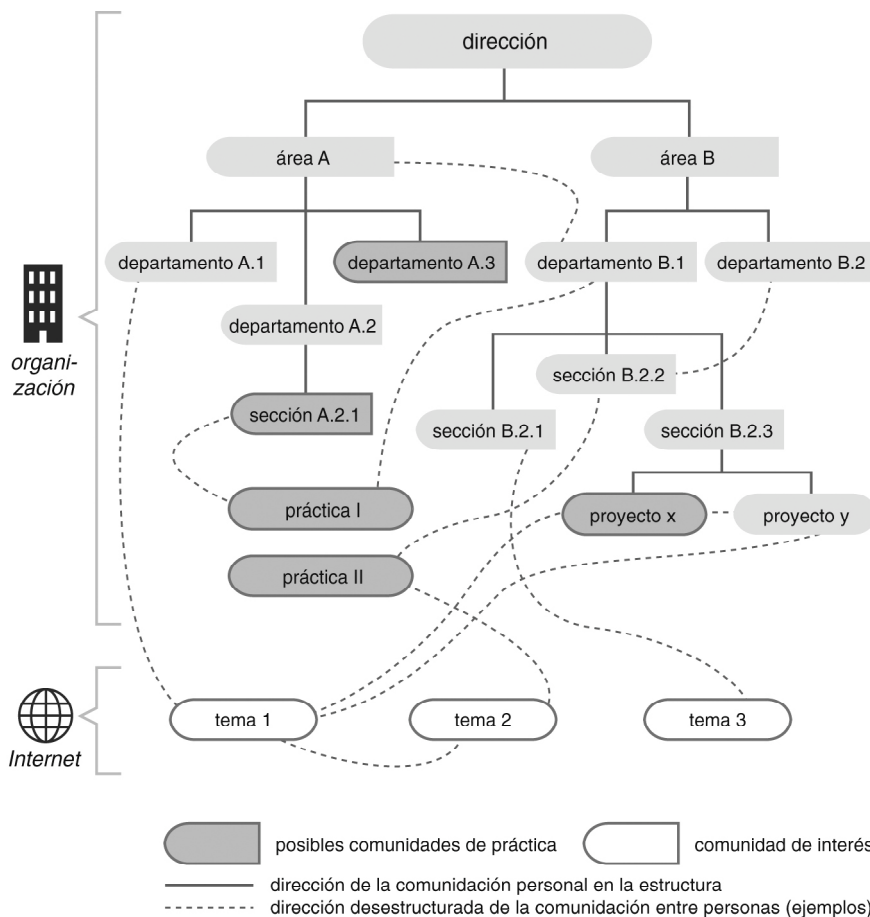 dirección
área A
área B
departamento A.1
departamento A.3
departamento B.1
departamento B.2
departamento A.2
organi-
zación
sección B.2.2
sección A.2.1
sección B.2.1
sección B.2.3
práctica I
proyecto x
proyecto y
práctica II
tema 1
tema 2
tema 3
Internet
posibles comunidades de práctica
comunidad de interés
dirección de la comunidación personal en la estructura
dirección desestructurada de la comunidación entre personas (ejemplos)